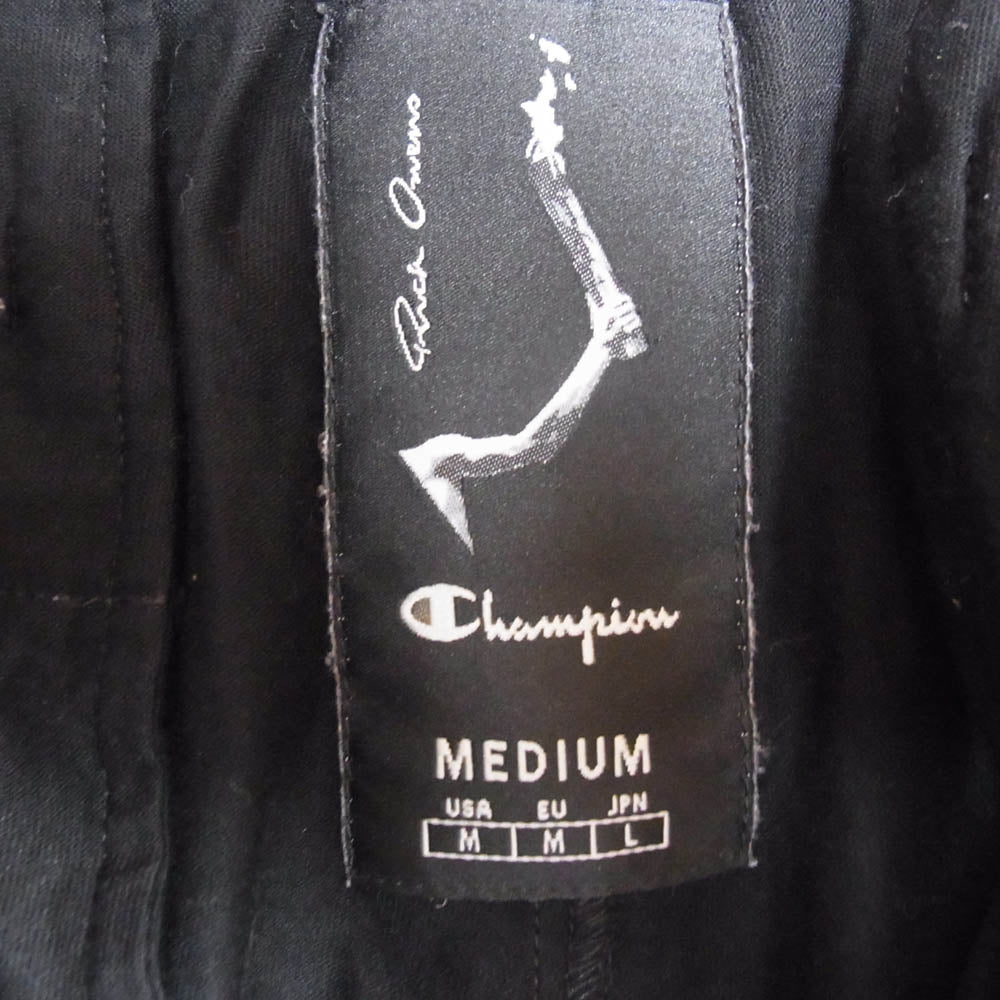 Rick Owens
Champion
MEDIUM
USA EU JPN
M M L